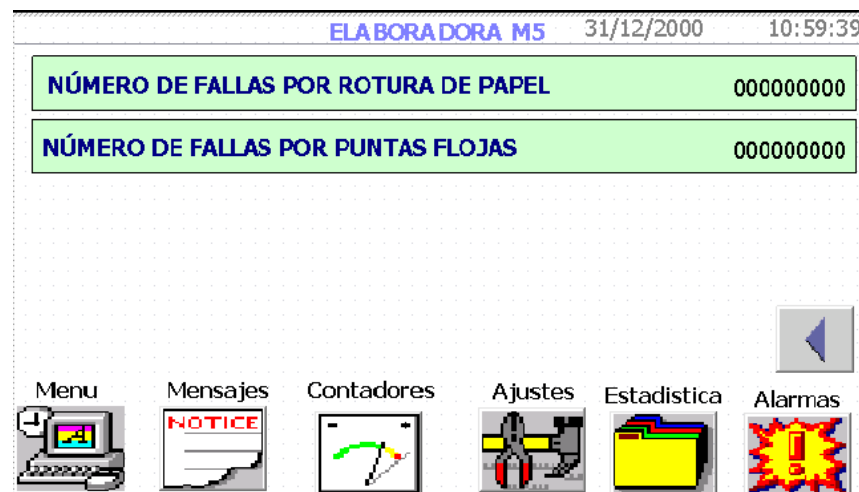 ELABORADORA M5 31/12/2000 10:59:39
NÚMERO DE FALLAS POR ROTURA DE PAPEL 000000000
NÚMERO DE FALLAS POR PUNTAS FLOJAS 000000000
Menu Mensajes Contadores Ajustes Estadistica Alarmas
NOTICE